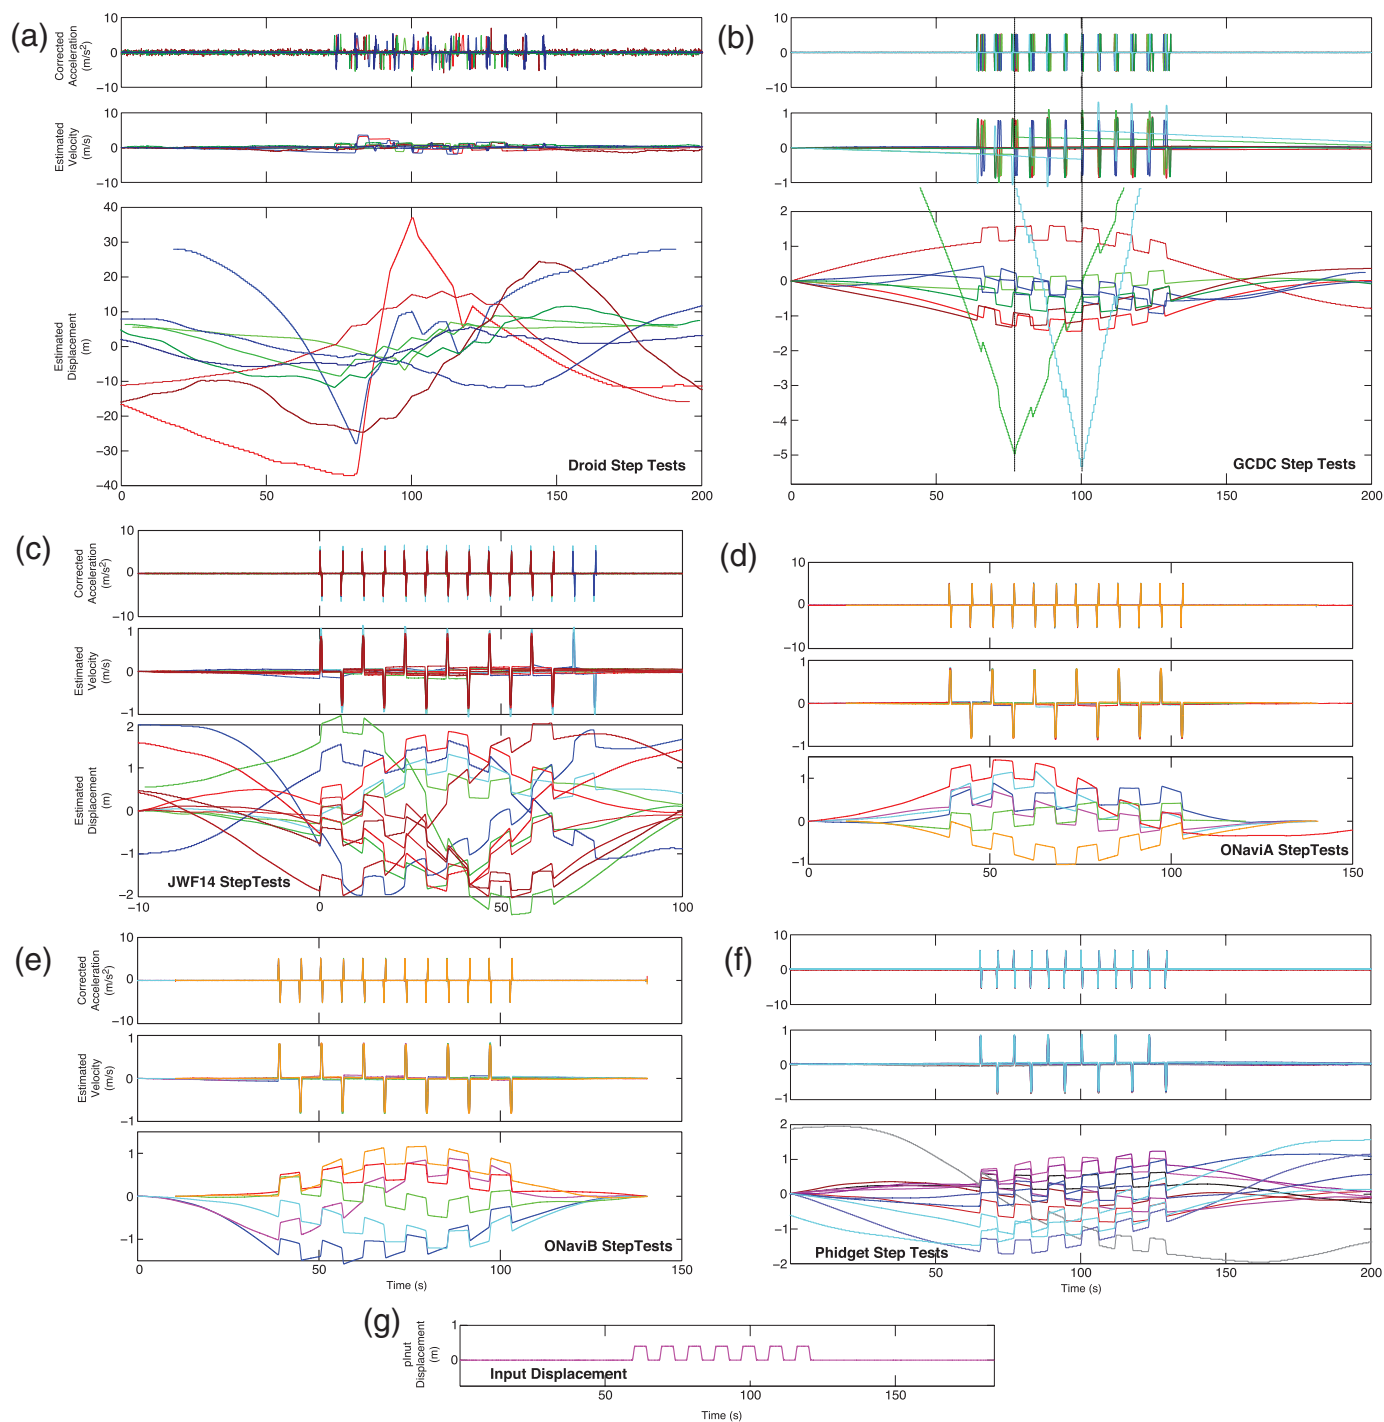 (a)
Corrected
Acceleration
(m/s²)
10
0
−10
Estimated
Velocity
(m/s)
10
0
−10
Estimated
Displacement
(m)
40
30
20
10
0
−10
−20
−30
−40
0
50
100
150
200
Droid Step Tests
(b)
10
0
−10
1
0
−1
2
1
0
−1
−2
−3
−4
−5
0
50
100
150
200
GCDC Step Tests
(c)
Corrected
Acceleration
(m/s²)
10
0
−10
Estimated
Velocity
(m/s)
1
0
−1
Estimated
Displacement
(m)
2
1
0
−1
−2
−10
0
50
100
JWF14 StepTests
(d)
10
0
−10
1
0
−1
1
0
−1
0
50
100
150
ONaviA StepTests
(e)
Corrected
Acceleration
(m/s²)
10
0
−10
Estimated
Velocity
(m/s)
1
0
−1
1
0
−1
0
50
100
150
ONaviB StepTests
Time (s)
(f)
10
0
−10
1
0
−1
2
1
0
−1
−2
50
100
150
200
Phidget Step Tests
Time (s)
(g)
pInut
Displacement
(m)
1
0
50
100
150
Input Displacement
Time (s)